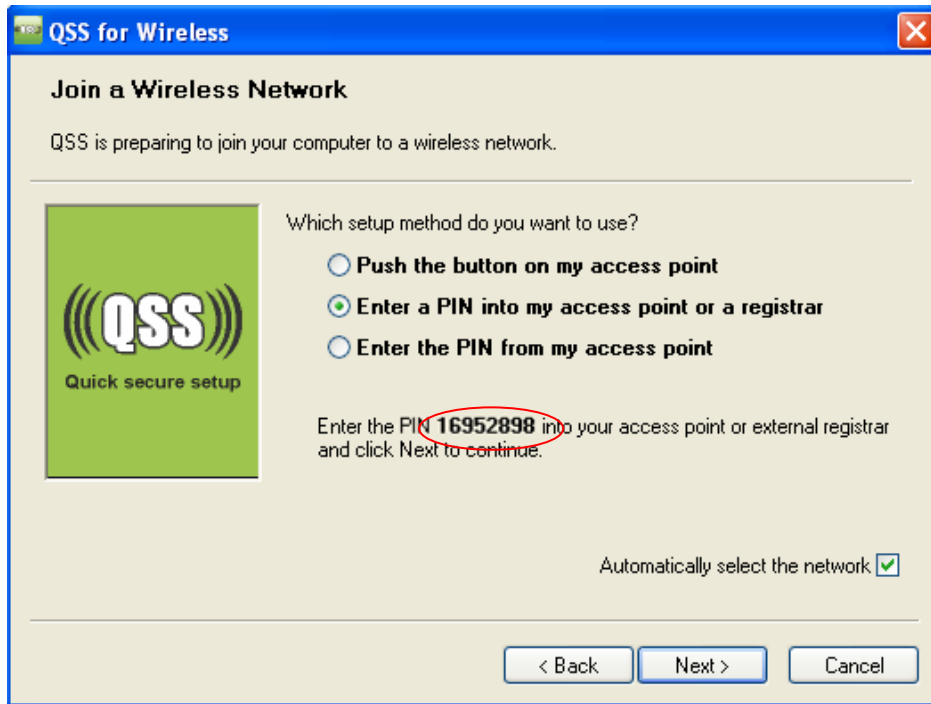 QSS for Wireless
Join a Wireless Network
QSS is preparing to join your computer to a wireless network.
Which setup method do you want to use?
Push the button on my access point
Enter a PIN into my access point or a registrar
Enter the PIN from my access point
(((QSS)))
Quick secure setup
Enter the PIN 16952898 into your access point or external registrar
and click Next to continue.
Automatically select the network
< Back
Next >
Cancel